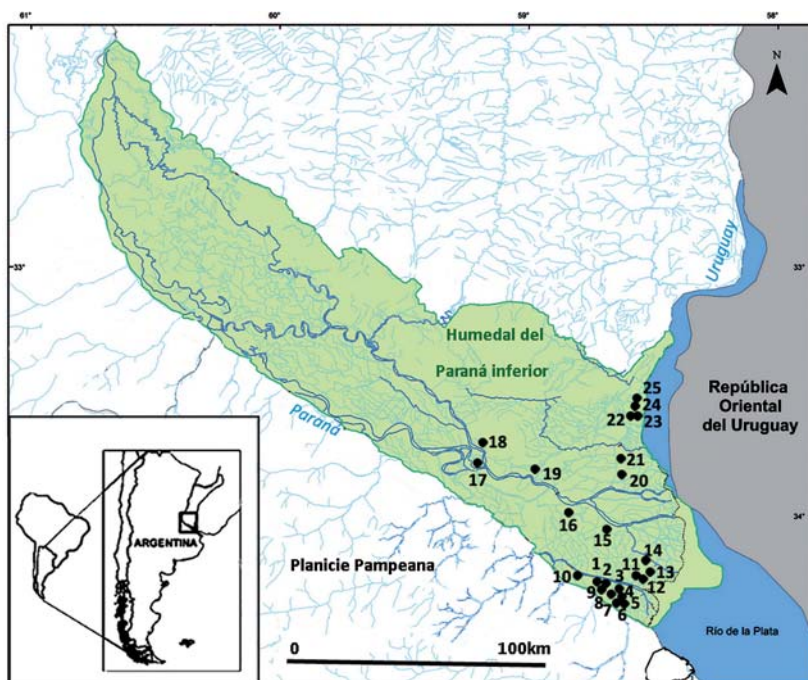 61°
60
59
58
N
33°
33
Uruguay
Humedal del
Paraná inferior
República
Oriental
del Uruguay
25
24
22
23
Paraná
18
17
19
21
20
34
16
15
Planicie Pampeana
14
13
12
11
10
1
2
3
4
5
6
7
8
9
ARGENTINA
Río de la Plata
0
100km